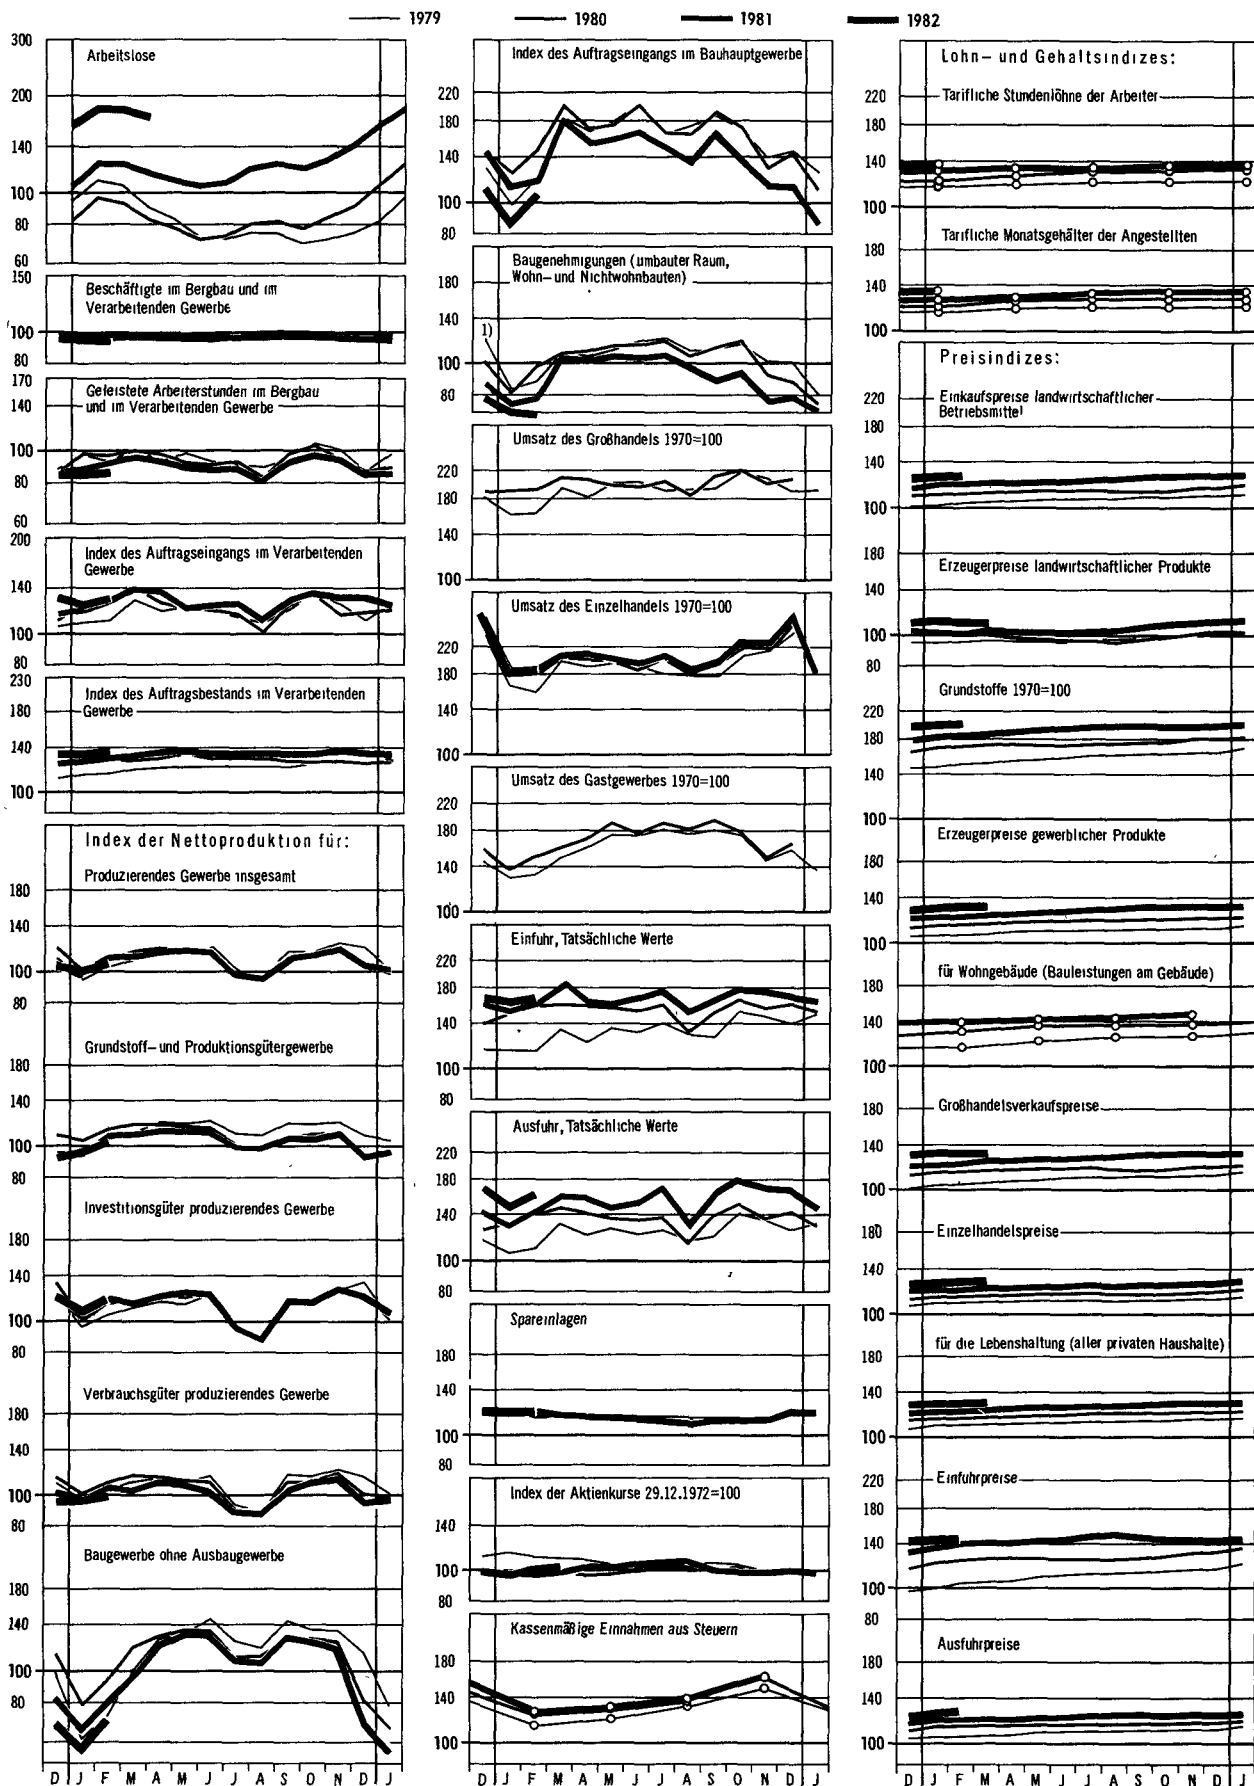 1979 1980 1981 1982
Arbeitslose
300
200
140
100
80
60
Beschäftigte im Bergbau und im
Verarbeitenden Gewerbe
150
100
80
Geleistete Arbeiterstunden im Bergbau
und im Verarbeitenden Gewerbe
170
140
100
80
60
Index des Auftragseingangs im Verarbeitenden
Gewerbe
200
140
100
80
Index des Auftragsbestands im Verarbeitenden
Gewerbe
230
180
140
100
Index der Nettoproduktion für:
Produzierendes Gewerbe insgesamt
180
140
100
80
Grundstoff- und Produktionsgütergewerbe
180
140
100
80
Investitionsgüter produzierendes Gewerbe
180
140
100
80
Verbrauchsgüter produzierendes Gewerbe
180
140
100
80
Baugewerbe ohne Ausbaugewerbe
180
140
100
80
D J F M A M J J A S O N D J
Index des Auftragseingangs im Bauhauptgewerbe
220
180
140
100
80
Baugenehmigungen (umbauter Raum,
Wohn- und Nichtwohnbauten)
180
140
1)
100
80
Umsatz des Großhandels 1970=100
220
180
140
100
Umsatz des Einzelhandels 1970=100
220
180
140
100
Umsatz des Gastgewerbes 1970=100
220
180
140
100
Einfuhr, Tatsächliche Werte
220
180
140
100
80
Ausfuhr, Tatsächliche Werte
220
180
140
100
80
Spareinlagen
180
140
100
80
Index der Aktienkurse 29.12.1972=100
140
100
80
Kassenmäßige Einnahmen aus Steuern
180
140
100
D J F M A M J J A S O N D J
Lohn- und Gehaltsindizes:
Tarifliche Stundenlöhne der Arbeiter
220
180
140
100
Tarifliche Monatsgehälter der Angestellten
180
140
100
Preisindizes:
Einkaufspreise landwirtschaftlicher
Betriebsmittel
220
180
140
100
Erzeugerpreise landwirtschaftlicher Produkte
180
140
100
80
Grundstoffe 1970=100
220
180
140
100
Erzeugerpreise gewerblicher Produkte
180
130
100
für Wohngebäude (Bauleistungen am Gebäude)
180
140
100
Großhandelsverkaufspreise
180
140
100
Einzelhandelspreise
180
140
100
für die Lebenshaltung (aller privaten Haushalte)
180
140
100
Einfuhrpreise
220
180
140
100
80
Ausfuhrpreise
180
140
100
D J F M A M J J A S O N D J